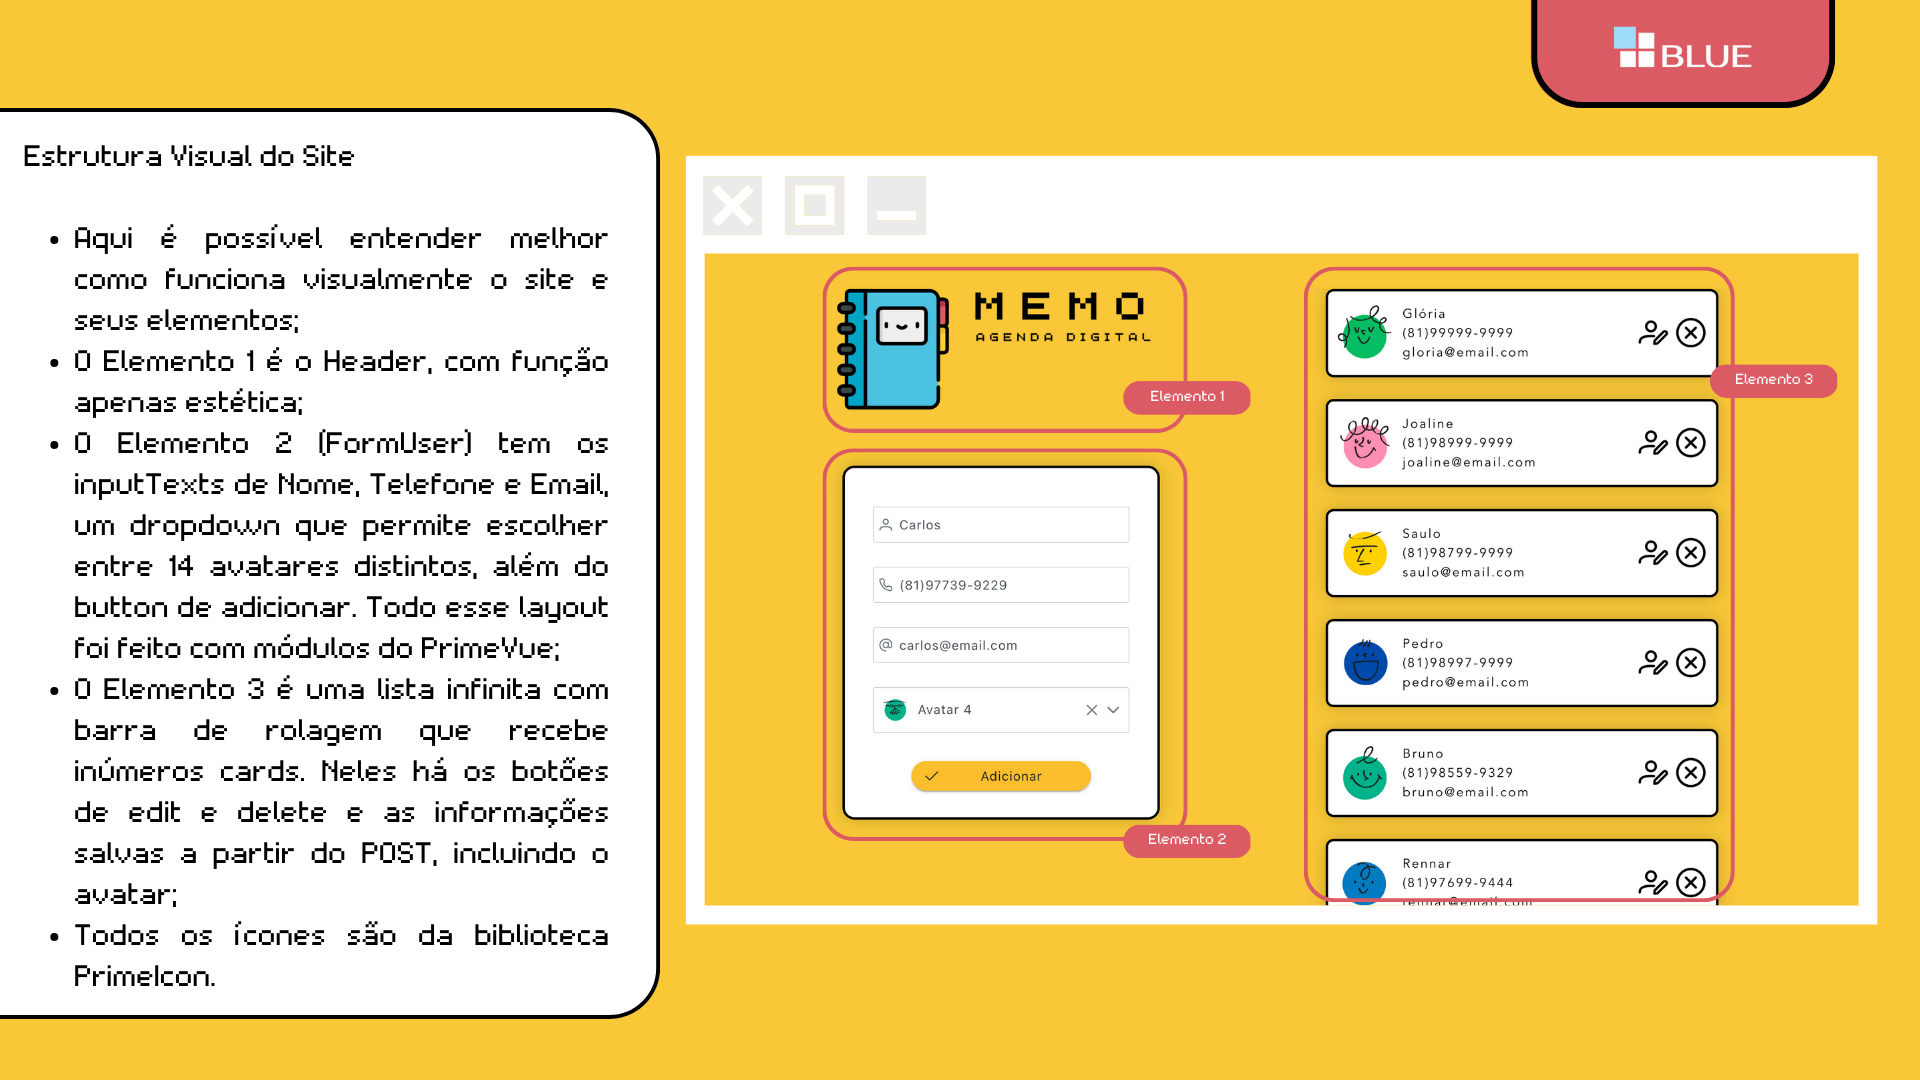 BLUE
Estrutura Visual do Site
Aqui é possível entender melhor
como funciona visualmente o site e
seus elementos;
O Elemento 1 é o Header, com função
apenas estética;
O Elemento 2 (FormUser) tem os
inputTexts de Nome, Telefone e Email,
um dropdown que permite escolher
entre 14 avatares distintos, além do
button de adicionar. Todo esse layout
foi feito com módulos do PrimeVue;
O Elemento 3 é uma lista infinita com
barra de rolagem que recebe
inúmeros cards. Neles há os botões
de edit e delete e as informações
salvas a partir do POST, incluindo o
avatar;
Todos os ícones são da biblioteca
PrimeIcon.
MEMO
AGENDA DIGITAL
Elemento 1
Carlos
(81)97739-9229
carlos@email.com
Avatar 4
Adicionar
Elemento 2
Glória
(81)99999-9999
gloria@email.com
Elemento 3
Joaline
(81)98999-9999
joaline@email.com
Saulo
(81)98799-9999
saulo@email.com
Pedro
(81)98997-9999
pedro@email.com
Bruno
(81)98559-9329
bruno@email.com
Rennar
(81)97699-9444
rennar@email.com